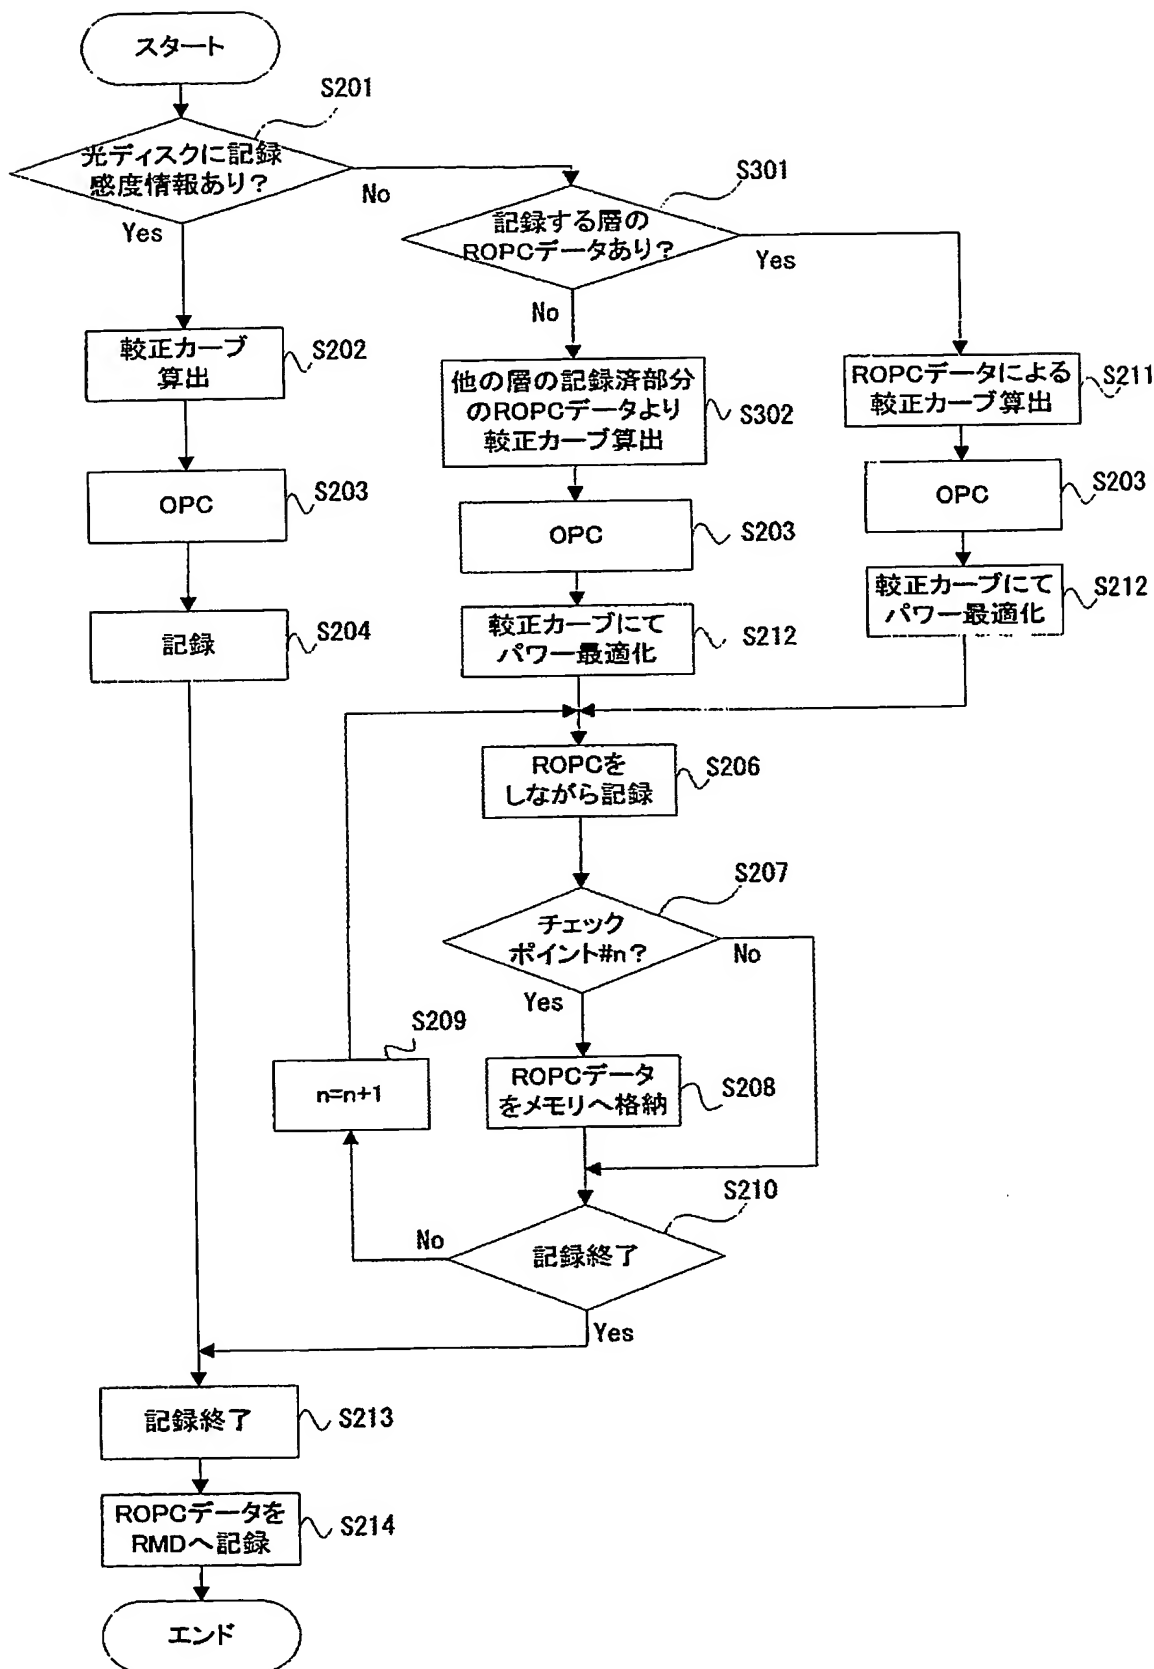 スタート
S201
光ディスクに記録
感度情報あり?
No
Yes
S301
記録する層の
ROPCデータあり?
Yes
No
較正カーブ
算出
S202
他の層の記録済部分
のROPCデータより
較正カーブ算出
S302
ROPCデータによる
較正カーブ算出
S211
OPC
S203
OPC
S203
OPC
S203
記録
S204
較正カーブにて
パワー最適化
S212
較正カーブにて
パワー最適化
S212
ROPCを
しながら記録
S206
S207
チェック
ポイント#n?
No
Yes
S209
n=n+1
ROPCデータ
をメモリへ格納
S208
S210
No
記録終了
Yes
記録終了
S213
ROPCデータを
RMDへ記録
S214
エンド